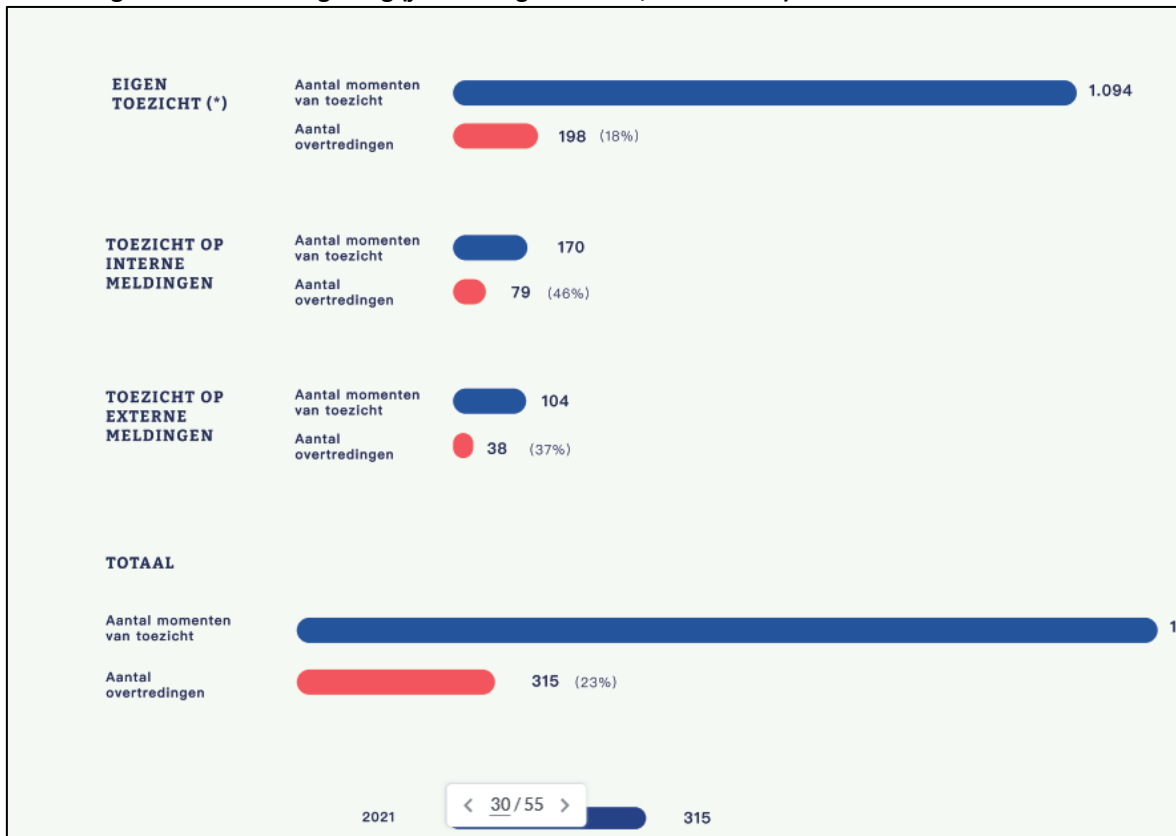 EIGEN
TOEZICHT (*)
Aantal momenten
van toezicht
1.094
Aantal
overtredingen
198 (18%)
TOEZICHT OP
INTERNE
MELDINGEN
Aantal momenten
van toezicht
170
Aantal
overtredingen
79 (46%)
TOEZICHT OP
EXTERNE
MELDINGEN
Aantal momenten
van toezicht
104
Aantal
overtredingen
38 (37%)
TOTAAL
Aantal momenten
van toezicht
1
Aantal
overtredingen
315 (23%)
< 30/55 >
2021
315